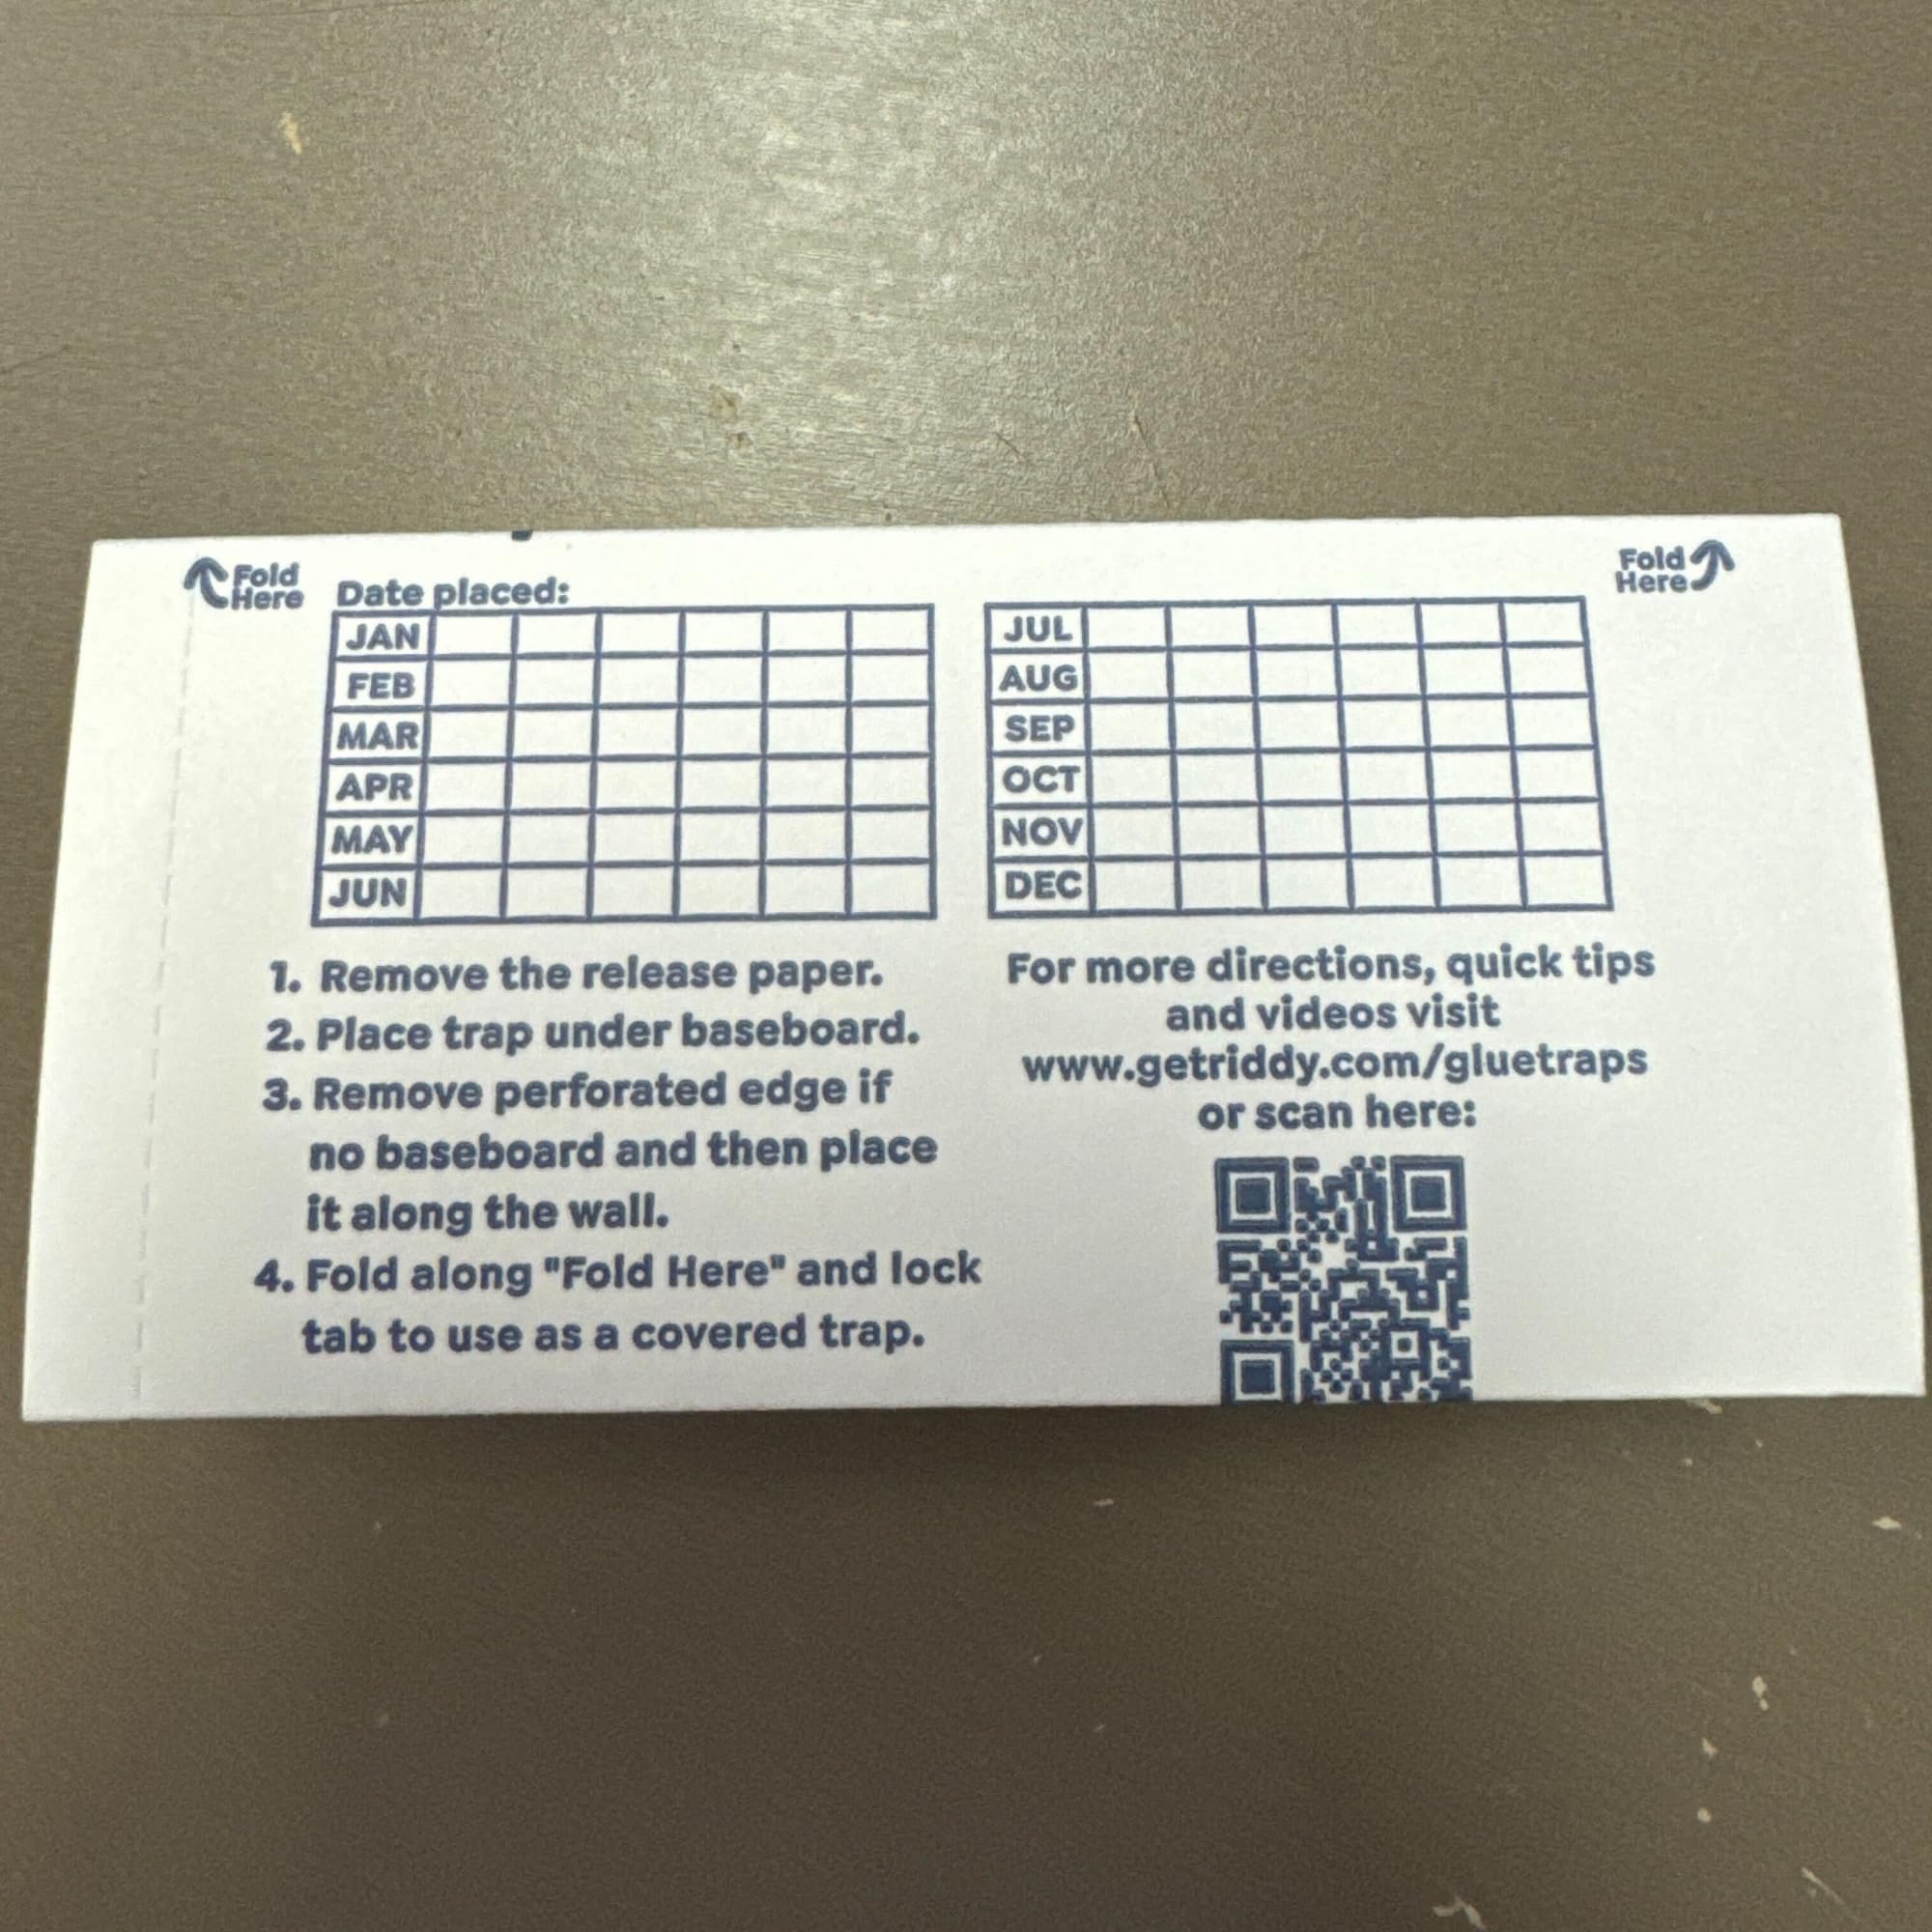 Fold
Here
Date placed:
JAN
FEB
MAR
APR
MAY
JUN
Fold
Here
JUL
AUG
SEP
OCT
NOV
DEC
1. Remove the release paper.
2. Place trap under baseboard.
3. Remove perforated edge if
no baseboard and then place
it along the wall.
4. Fold along "Fold Here" and lock
tab to use as a covered trap.
For more directions, quick tips
and videos visit
www.getriddy.com/gluetraps
or scan here: